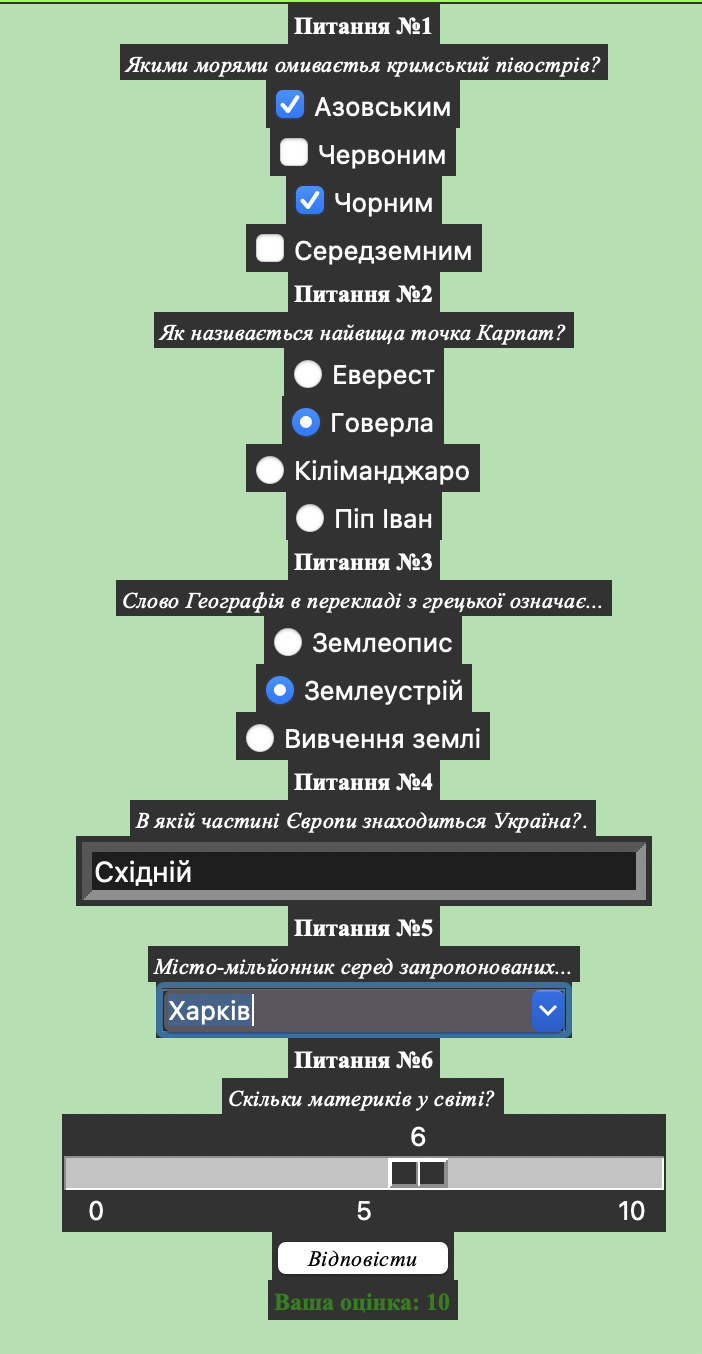 Питання №1
Якими морями омиваєтья кримський півострів?
Азовським
Червоним
Чорним
Середземним
Питання №2
Як називається найвища точка Карпат?
Еверест
Говерла
Кіліманджаро
Піп Іван
Питання №3
Слово Географія в перекладі з грецької означає...
Землеопис
Землеустрій
Вивчення землі
Питання №4
В якій частині Європи знаходиться Україна?.
Східній
Питання №5
Місто-мільйонник серед запропонованих...
Харків
Питання №6
Скільки материків у світі?
6
0 5 10
Відповісти
Ваша оцінка: 10